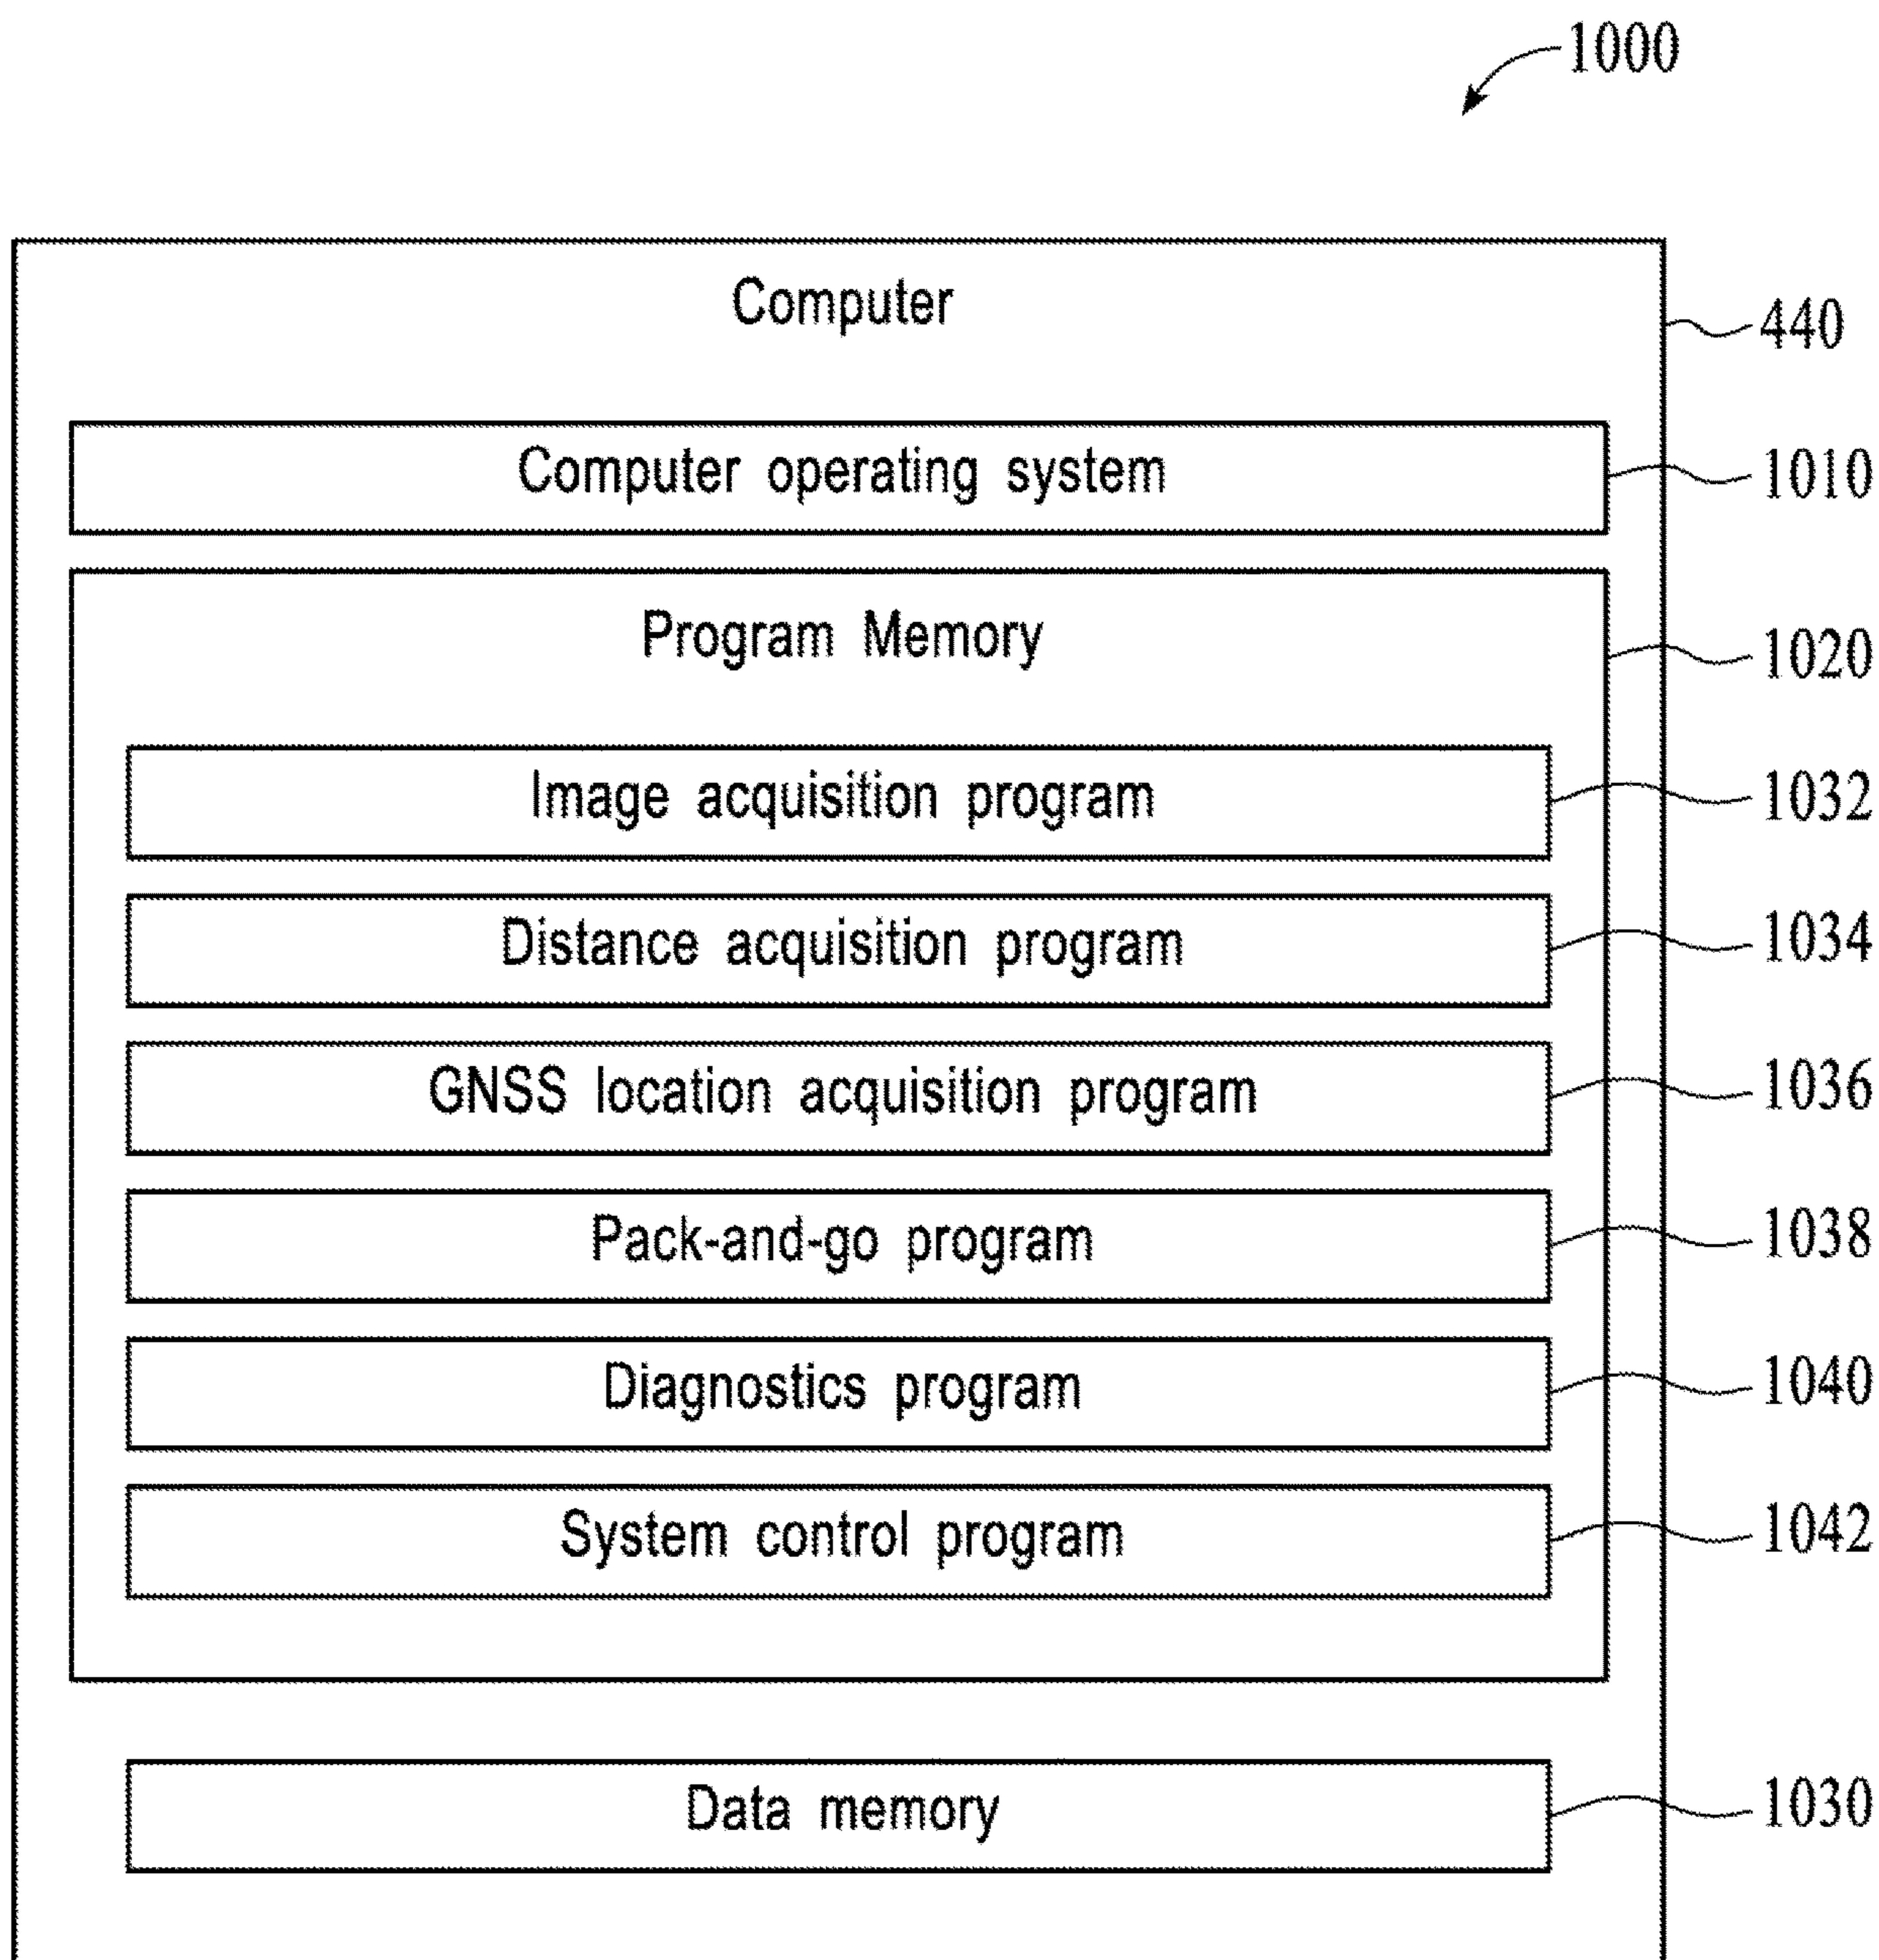 1000
Computer
440
Computer operating system
1010
Program Memory
1020
Image acquisition program
1032
Distance acquisition program
1034
GNSS location acquisition program
1036
Pack-and-go program
1038
Diagnostics program
1040
System control program
1042
Data memory
1030